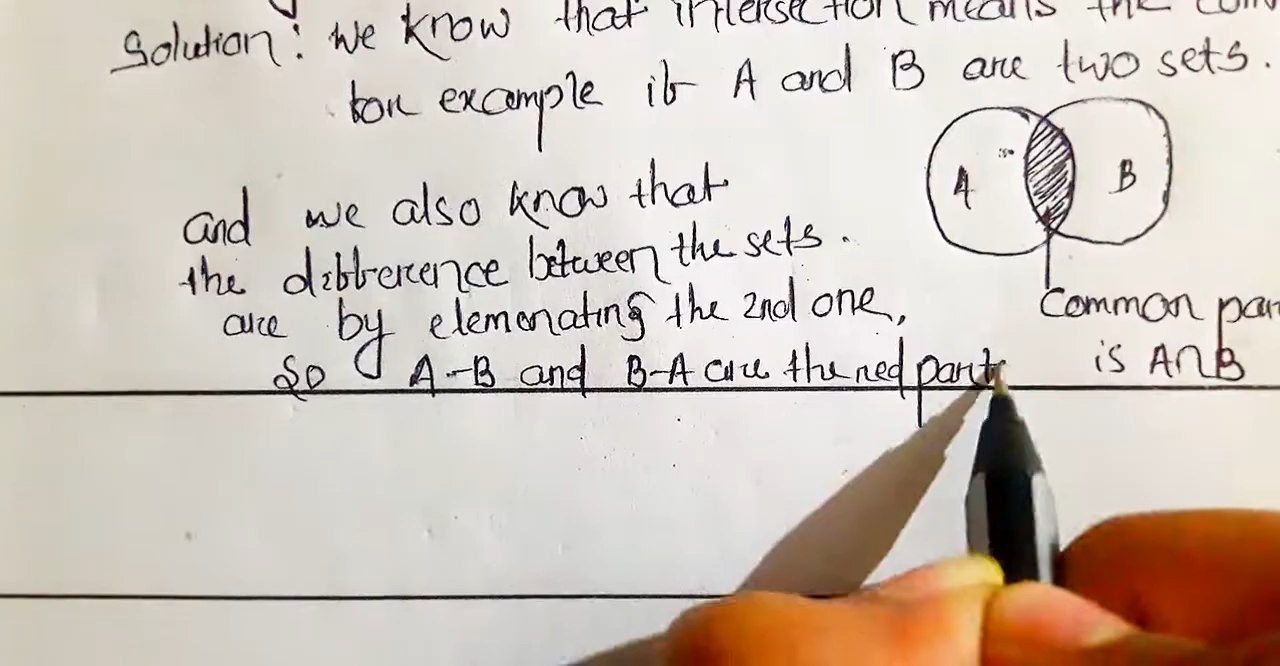 Solution: we know that intersection means the com
for example if A and B are two sets.
A B
and we also know that
the difference between the sets.
are by elemenating the 2nd one,
Common par
So A-B and B-A are the red part
is A∩B